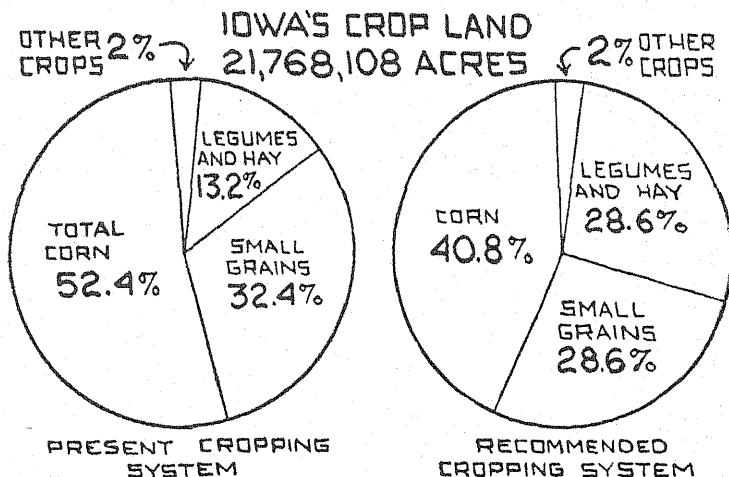 IOWA'S CROP LAND
21,768,108 ACRES
OTHER 2%
CROPS
2% OTHER
CROPS
LEGUMES
AND HAY
13.2%
TOTAL
CORN
52.4%
SMALL
GRAINS
32.4%
PRESENT CROPPING
SYSTEM
LEGUMES
AND HAY
28.6%
CORN
40.8%
SMALL
GRAINS
28.6%
RECOMMENDED
CROPPING SYSTEM